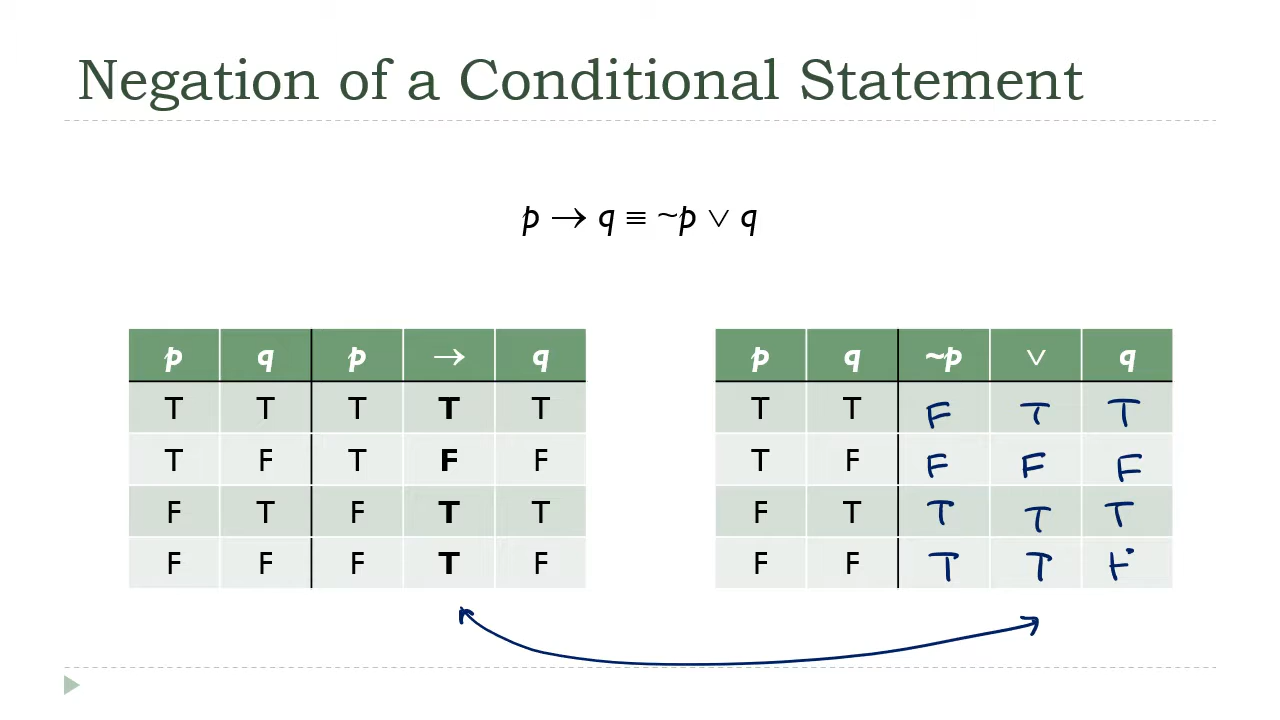 Negation of a Conditional Statement
p → q ≡ ~p ∨ q
p q p → q
T T T T T
T F T F F
F T F T T
F F F T F
p q ~p ∨ q
T T F T T
T F F F F
F T T T T
F F T T F